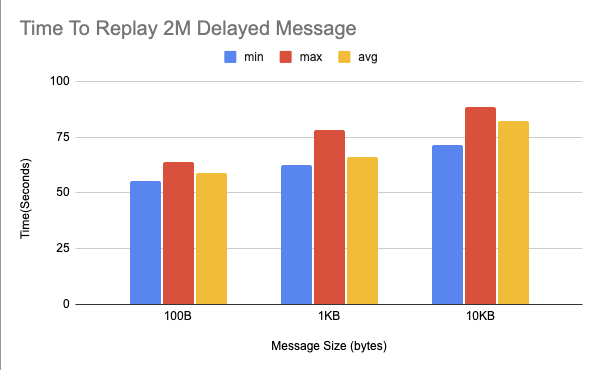 Time To Replay 2M Delayed Message
min max avg
100
75
50
25
0
Time(Seconds)
100B 1KB 10KB
Message Size (bytes)